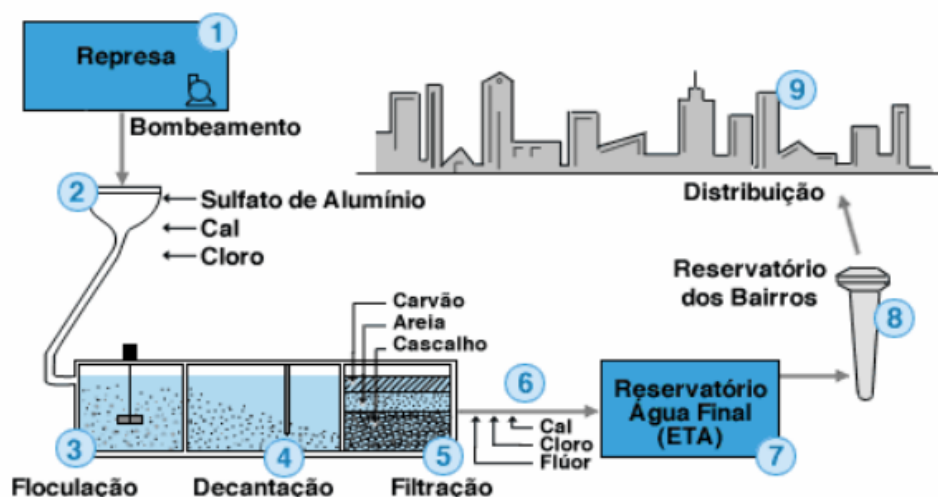 1
Represa
Bombeamento
2
Sulfato de Alumínio
Cal
Cloro
Carvão
Areia
Cascalho
3
Floculação
4
Decantação
5
Filtração
6
Cal
Cloro
Flúor
Reservatório
Água Final
(ETA)
7
Reservatório
dos Bairros
8
9
Distribuição